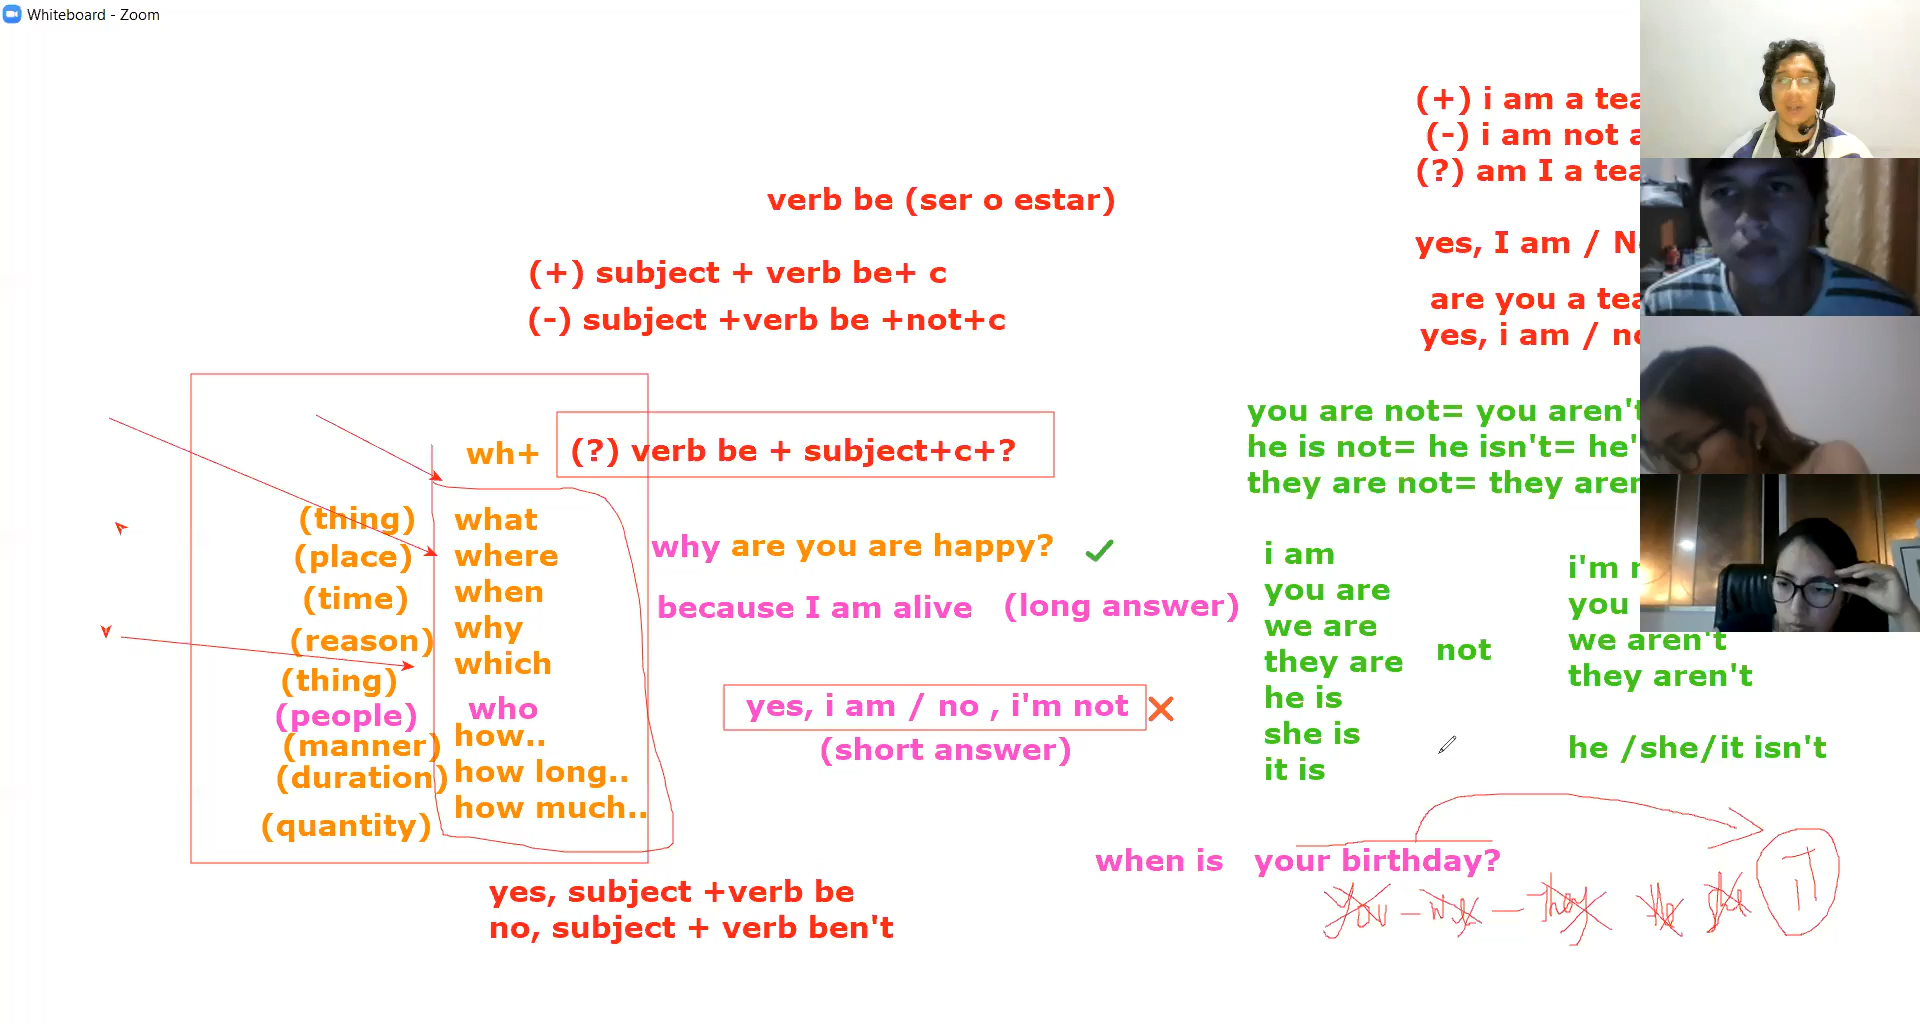 Whiteboard - Zoom
(+) i am a tea
(-) i am not a
(?) am I a tea
verb be (ser o estar)
yes, I am / N
(+) subject + verb be+ c
are you a tea
(-) subject +verb be +not+c
yes, i am / no
you are not= you aren't
he is not= he isn't= he'
they are not= they aren
wh+ (?) verb be + subject+c+?
(thing) what
(place) where
(time) when
(reason) why
(thing) which
(people) who
(manner) how..
(duration) how long..
(quantity) how much..
why are you are happy?
because I am alive (long answer)
yes, i am / no , i'm not
(short answer)
i am
you are
we are
they are
he is
she is
it is
not
i'm n
you
we aren't
they aren't
he /she/it isn't
when is your birthday?
You - we - They He She IT
yes, subject +verb be
no, subject + verb ben't